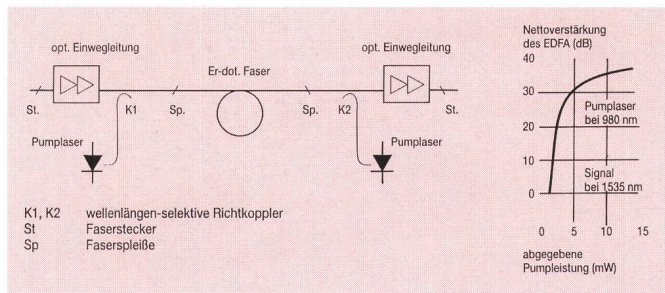 opt. Einwegleitung
opt. Einwegleitung
Er-dot. Faser
St.
K1
Sp.
Sp.
K2
St.
Pumplaser
Pumplaser
K1, K2 wellenlängen-selektive Richtkoppler
St Faserstecker
Sp Faserspleiße
Nettoverstärkung
des EDFA (dB)
40
30
20
10
0
Pumplaser
bei 980 nm
Signal
bei 1535 nm
0 5 10 15
abgegebene
Pumpleistung (mW)